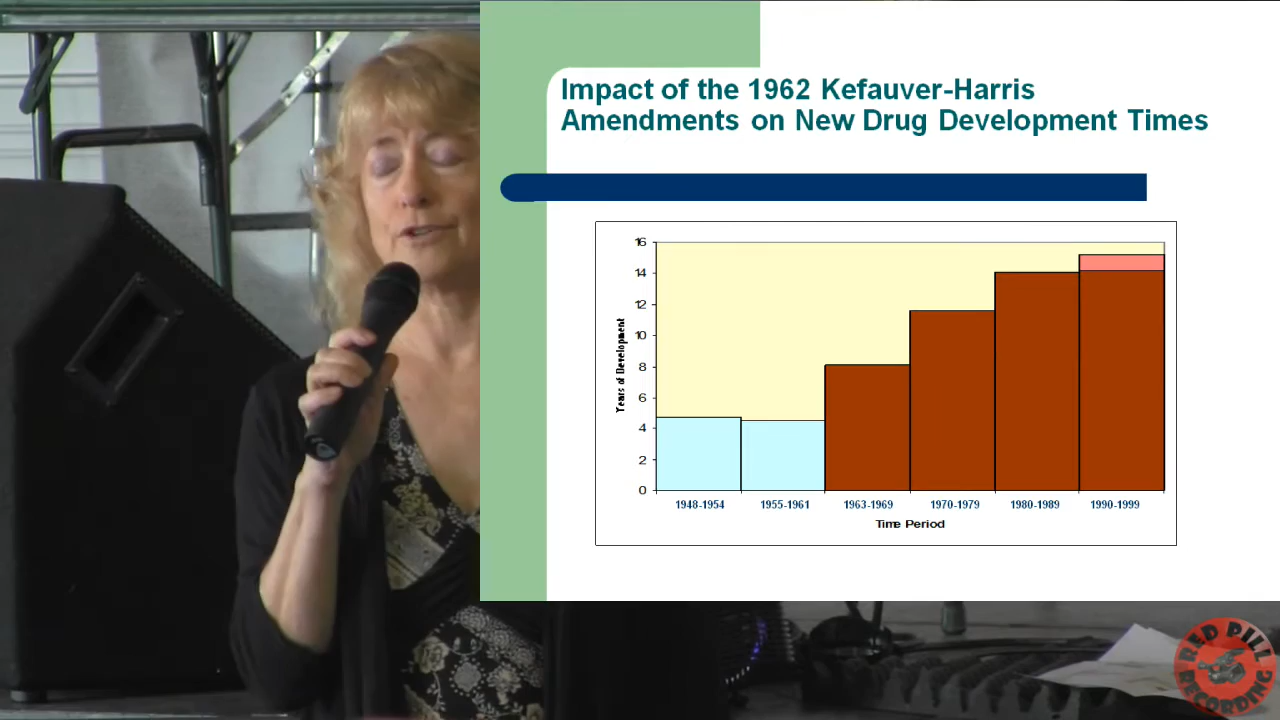 Impact of the 1962 Kefauver-Harris
Amendments on New Drug Development Times
16
14
12
10
8
6
4
2
0
Years of Development
1948-1954 1955-1961 1963-1969 1970-1979 1980-1989 1990-1999
Time Period
RED PILL
RECORDING